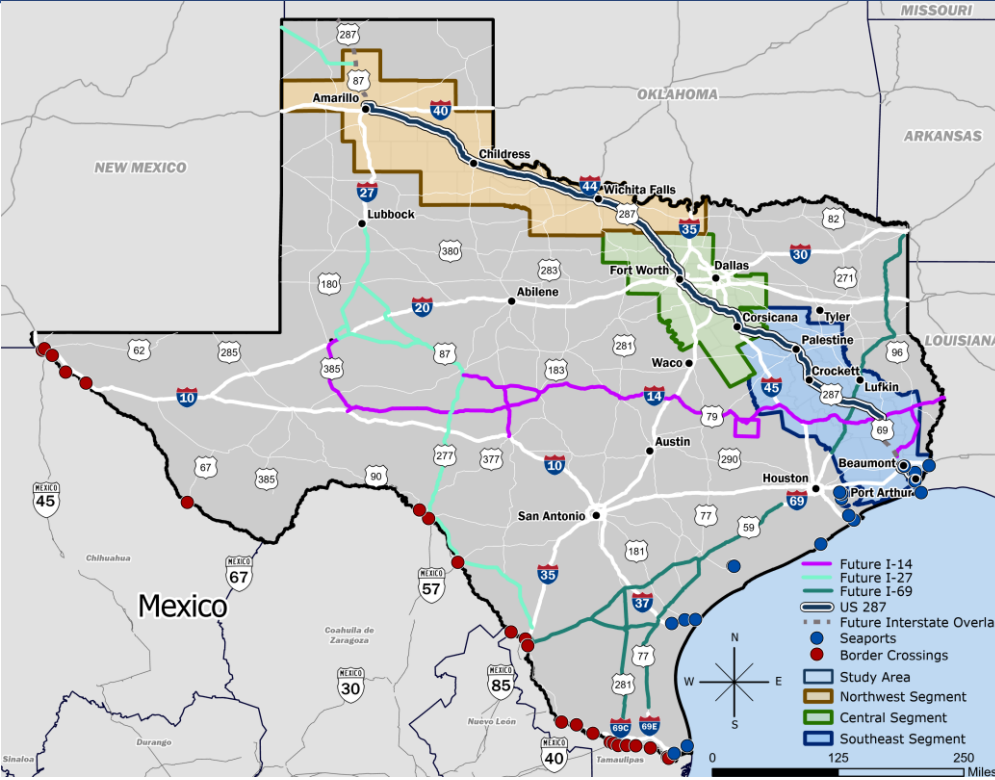 MISSOURI
287
OKLAHOMA
87
Amarillo
40
ARKANSAS
NEW MEXICO
Childress
44
Wichita Falls
27
287
Lubbock
35
82
380
30
Dallas
Fort Worth
283
271
180
Abilene
20
Tyler
Corsicana
LOUISIANA
281
Palestine
62
285
87
96
Waco
385
183
Crockett
Lufkin
45
287
10
14
79
69
Austin
277
377
290
10
Beaumont
67
385
90
Houston
Port Arthur
69
MEXICO
45
San Antonio
77
59
Chihuahua
181
MEXICO
67
35
MEXICO
57
Future I-14
Future I-27
Future I-69
US 287
Future Interstate Overla
Seaports
Border Crossings
Study Area
Northwest Segment
Central Segment
Southeast Segment
37
Mexico
Coahuila de
Zaragoza
N
W
E
S
77
MEXICO
30
MEXICO
85
281
Nuevo León
69C
69E
Durango
MEXICO
40
Tamaulipas
Sinaloa
0
125
250
Miles